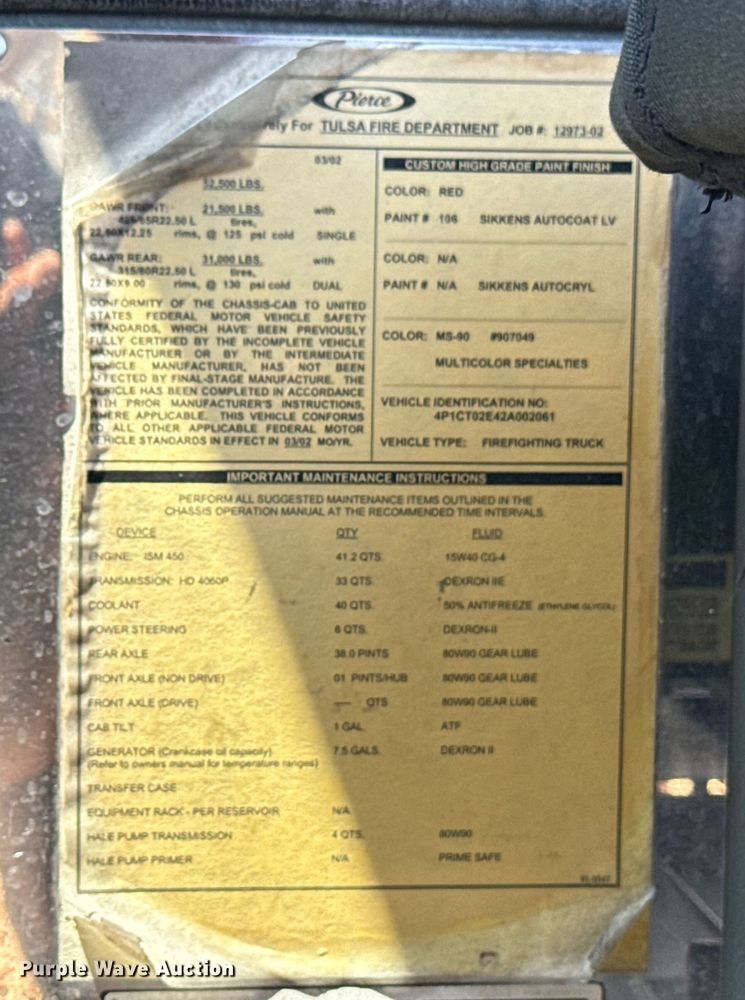 Pierce
For TULSA FIRE DEPARTMENT JOB #: 12973-02
03/02
52,500 LBS.
GAWR FRONT: 21,500 LBS. with
425/65R22.50 L tires,
22.50X12.25 rims, @ 125 psi cold SINGLE
GAWR REAR: 31,000 LBS. with
315/80R22.50 L tires,
22.50X9.00 rims, @ 130 psi cold DUAL
CONFORMITY OF THE CHASSIS-CAB TO UNITED
STATES FEDERAL MOTOR VEHICLE SAFETY
STANDARDS, WHICH HAVE BEEN PREVIOUSLY
FULLY CERTIFIED BY THE INCOMPLETE VEHICLE
MANUFACTURER OR BY THE INTERMEDIATE
VEHICLE MANUFACTURER, HAS NOT BEEN
AFFECTED BY FINAL-STAGE MANUFACTURE. THE
VEHICLE HAS BEEN COMPLETED IN ACCORDANCE
WITH PRIOR MANUFACTURER'S INSTRUCTIONS,
WHERE APPLICABLE. THIS VEHICLE CONFORMS
TO ALL OTHER APPLICABLE FEDERAL MOTOR
VEHICLE STANDARDS IN EFFECT IN 03/02 MO/YR.
CUSTOM HIGH GRADE PAINT FINISH
COLOR: RED
PAINT # 106 SIKKENS AUTOCOAT LV
COLOR: N/A
PAINT # N/A SIKKENS AUTOCRYL
COLOR: MS-90 #907049
MULTICOLOR SPECIALTIES
VEHICLE IDENTIFICATION NO:
4P1CT02E42A002061
VEHICLE TYPE: FIREFIGHTING TRUCK
IMPORTANT MAINTENANCE INSTRUCTIONS
PERFORM ALL SUGGESTED MAINTENANCE ITEMS OUTLINED IN THE
CHASSIS OPERATION MANUAL AT THE RECOMMENDED TIME INTERVALS.
DEVICE QTY FLUID
ENGINE: ISM 450 41.2 QTS. 15W40 CG-4
TRANSMISSION: HD 4060P 33 QTS. DEXRON IIE
COOLANT 40 QTS. 50% ANTIFREEZE (ETHYLENE GLYCOL)
POWER STEERING 6 QTS. DEXRON-II
REAR AXLE 38.0 PINTS 80W90 GEAR LUBE
FRONT AXLE (NON DRIVE) 01 PINTS/HUB 80W90 GEAR LUBE
FRONT AXLE (DRIVE) ---- QTS 80W90 GEAR LUBE
CAB TILT 1 GAL. ATF
GENERATOR (Crankcase oil capacity) 7.5 GALS. DEXRON II
(Refer to owners manual for temperature ranges)
TRANSFER CASE
EQUIPMENT RACK - PER RESERVOIR N/A
HALE PUMP TRANSMISSION 4 QTS. 80W90
HALE PUMP PRIMER N/A PRIME SAFE
Purple Wave Auction